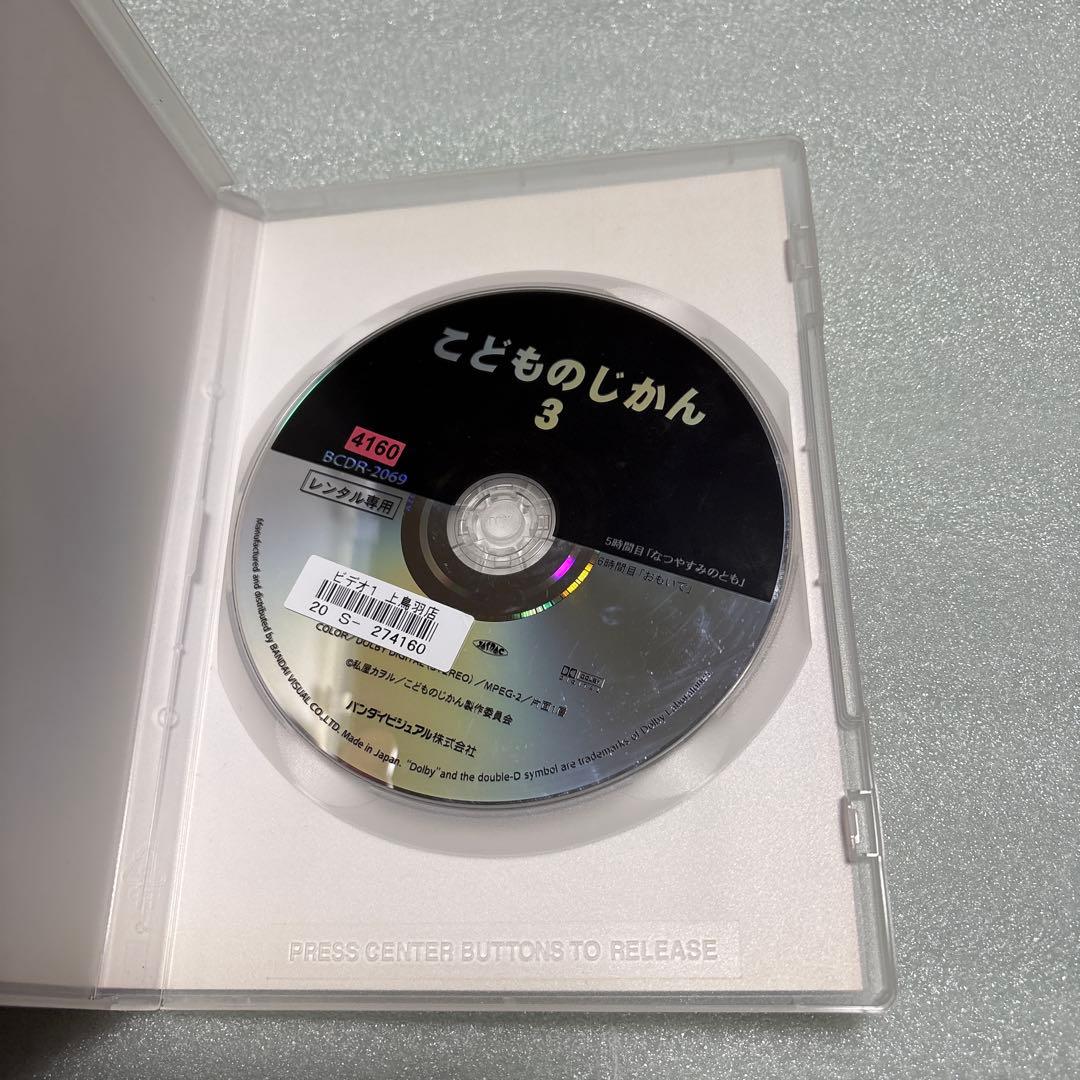 こどものじかん
3
4160
BCDR-2069
レンタル専用
5時間目「なつやすみのとも」
6時間目「おもいで」
ビデオ1 上鳥羽店
20 S- 274160
COLOR／DOLBY DIGITAL（STEREO）／MPEG-2／片面1層
©私屋カヲル／こどものじかん製作委員会
バンダイビジュアル株式会社
Manufactured and distributed by BANDAI VISUAL CO.,LTD. Made in Japan. "Dolby"and the double-D symbol are trademarks of Dolby Laboratories.
PRESS CENTER BUTTONS TO RELEASE